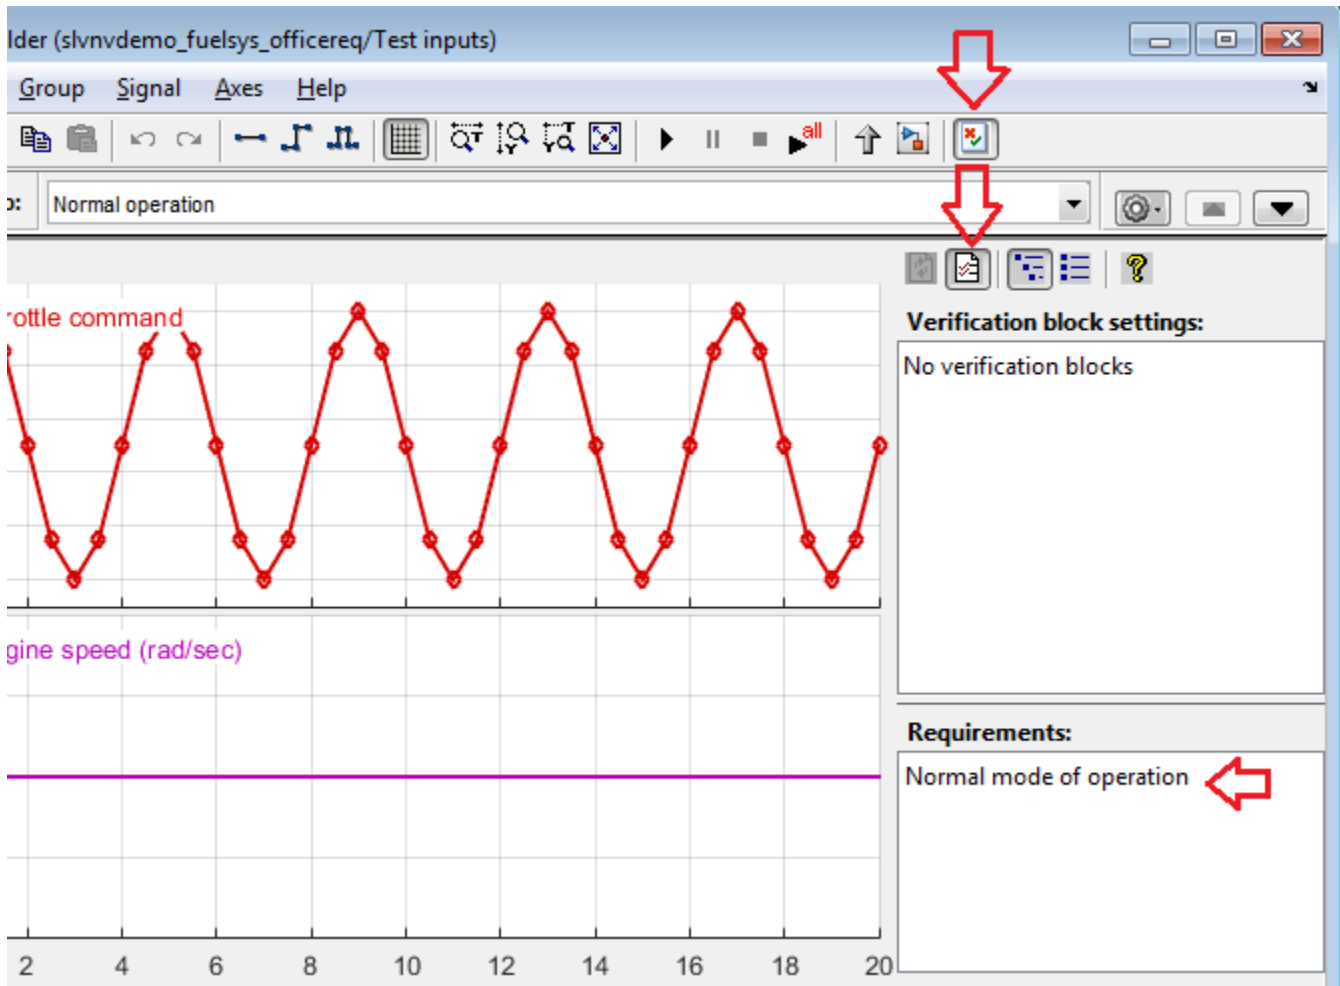 lder (slvnvdemo_fuelsys_officereq/Test inputs)
Group Signal Axes Help
all
Normal operation
Verification block settings:
No verification blocks
ottle command
gine speed (rad/sec)
Requirements:
Normal mode of operation
2 4 6 8 10 12 14 16 18 20